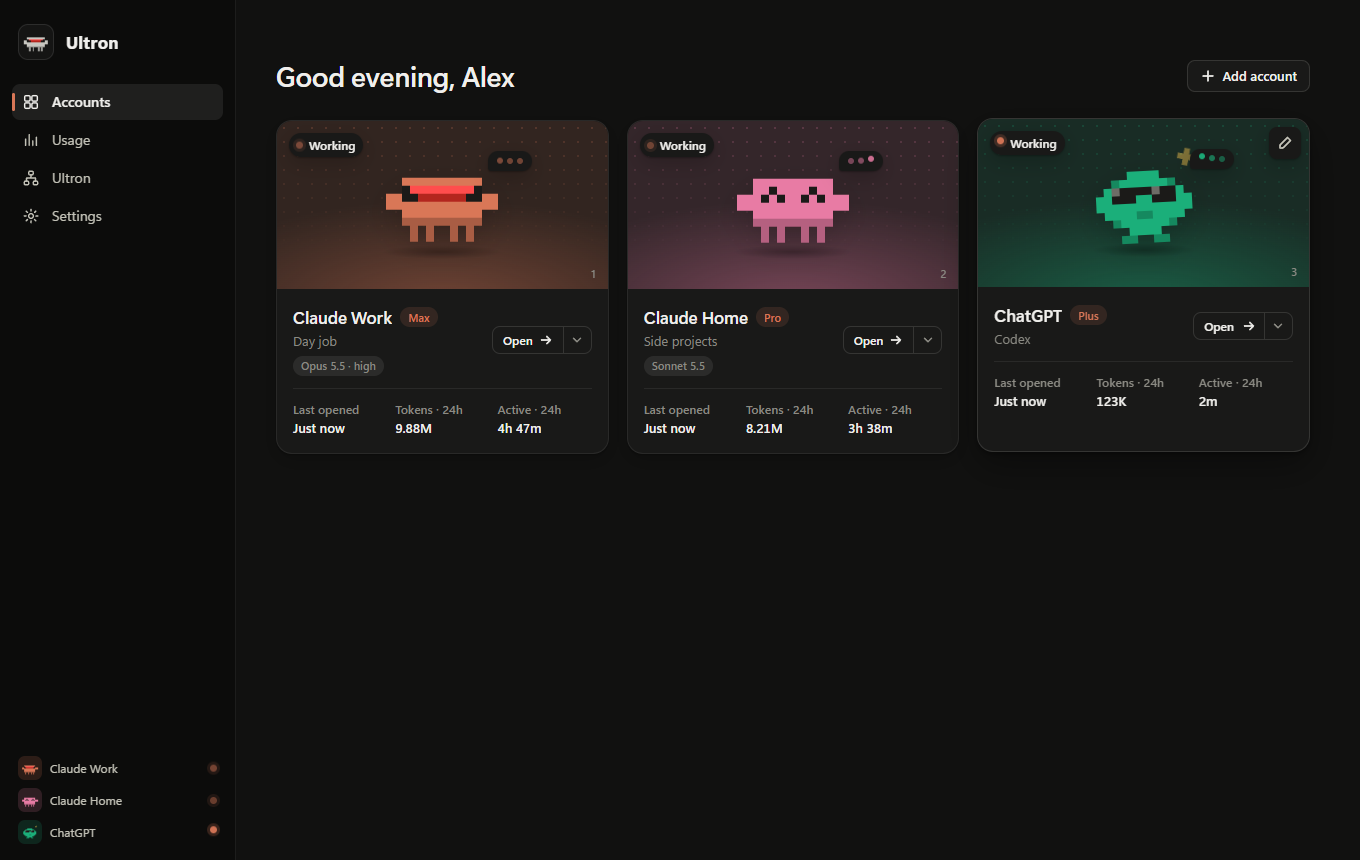 Ultron
Accounts
Usage
Ultron
Settings
Good evening, Alex
Add account
Working
1
Claude Work Max
Day job
Opus 5.5 · high
Open
Last opened Tokens · 24h Active · 24h
Just now 9.88M 4h 47m
Working
2
Claude Home Pro
Side projects
Sonnet 5.5
Open
Last opened Tokens · 24h Active · 24h
Just now 8.21M 3h 38m
Working
3
ChatGPT Plus
Codex
Open
Last opened Tokens · 24h Active · 24h
Just now 123K 2m
Claude Work
Claude Home
ChatGPT